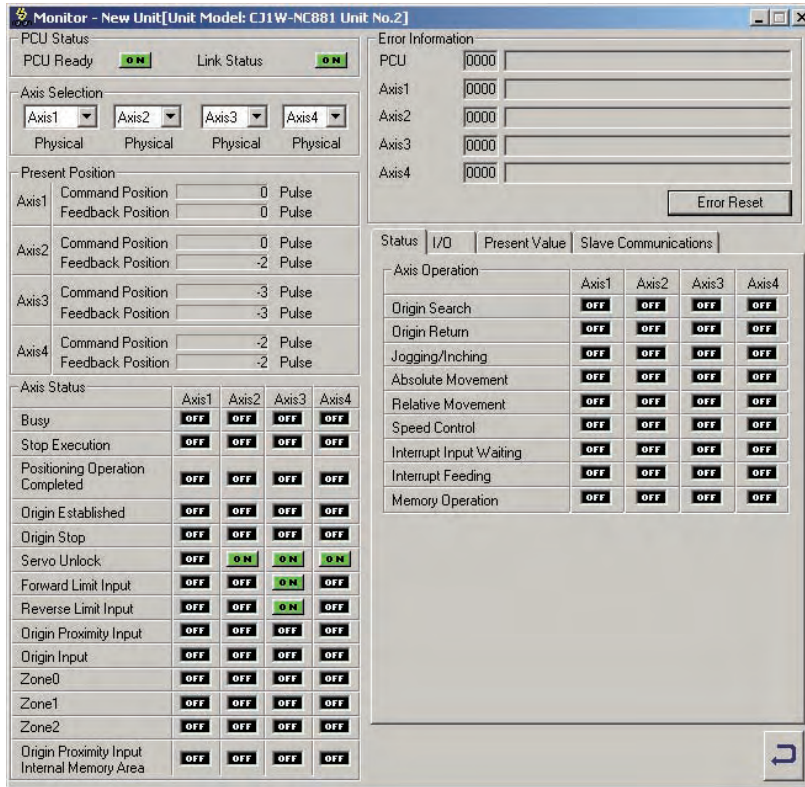 Monitor - New Unit[Unit Model: CJ1W-NC881 Unit No.2]
PCU Status
PCU Ready ON Link Status ON
Axis Selection
Axis1 Axis2 Axis3 Axis4
Physical Physical Physical Physical
Present Position
Axis1 Command Position 0 Pulse
Feedback Position 0 Pulse
Axis2 Command Position 0 Pulse
Feedback Position -2 Pulse
Axis3 Command Position -3 Pulse
Feedback Position -3 Pulse
Axis4 Command Position -2 Pulse
Feedback Position -2 Pulse
Axis Status
Axis1 Axis2 Axis3 Axis4
Busy OFF OFF OFF OFF
Stop Execution OFF OFF OFF OFF
Positioning Operation
Completed OFF OFF OFF OFF
Origin Established OFF OFF OFF OFF
Origin Stop OFF OFF OFF OFF
Servo Unlock OFF ON ON ON
Forward Limit Input OFF OFF ON OFF
Reverse Limit Input OFF OFF ON OFF
Origin Proximity Input OFF OFF OFF OFF
Origin Input OFF OFF OFF OFF
Zone0 OFF OFF OFF OFF
Zone1 OFF OFF OFF OFF
Zone2 OFF OFF OFF OFF
Origin Proximity Input
Internal Memory Area OFF OFF OFF OFF
Error Information
PCU 0000
Axis1 0000
Axis2 0000
Axis3 0000
Axis4 0000
Error Reset
Status I/O Present Value Slave Communications
Axis Operation
Axis1 Axis2 Axis3 Axis4
Origin Search OFF OFF OFF OFF
Origin Return OFF OFF OFF OFF
Jogging/Inching OFF OFF OFF OFF
Absolute Movement OFF OFF OFF OFF
Relative Movement OFF OFF OFF OFF
Speed Control OFF OFF OFF OFF
Interrupt Input Waiting OFF OFF OFF OFF
Interrupt Feeding OFF OFF OFF OFF
Memory Operation OFF OFF OFF OFF